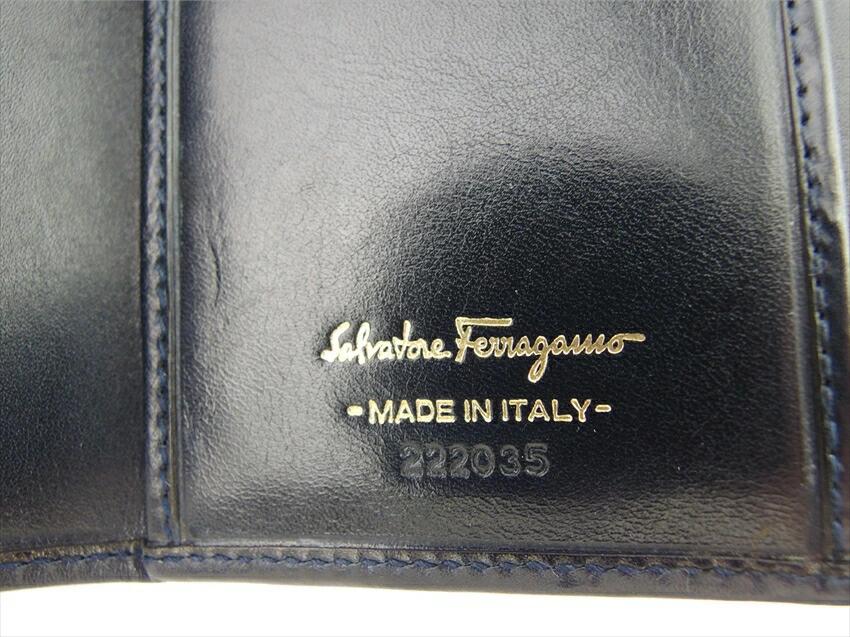 Salvatore Ferragamo
-MADE IN ITALY-
222035